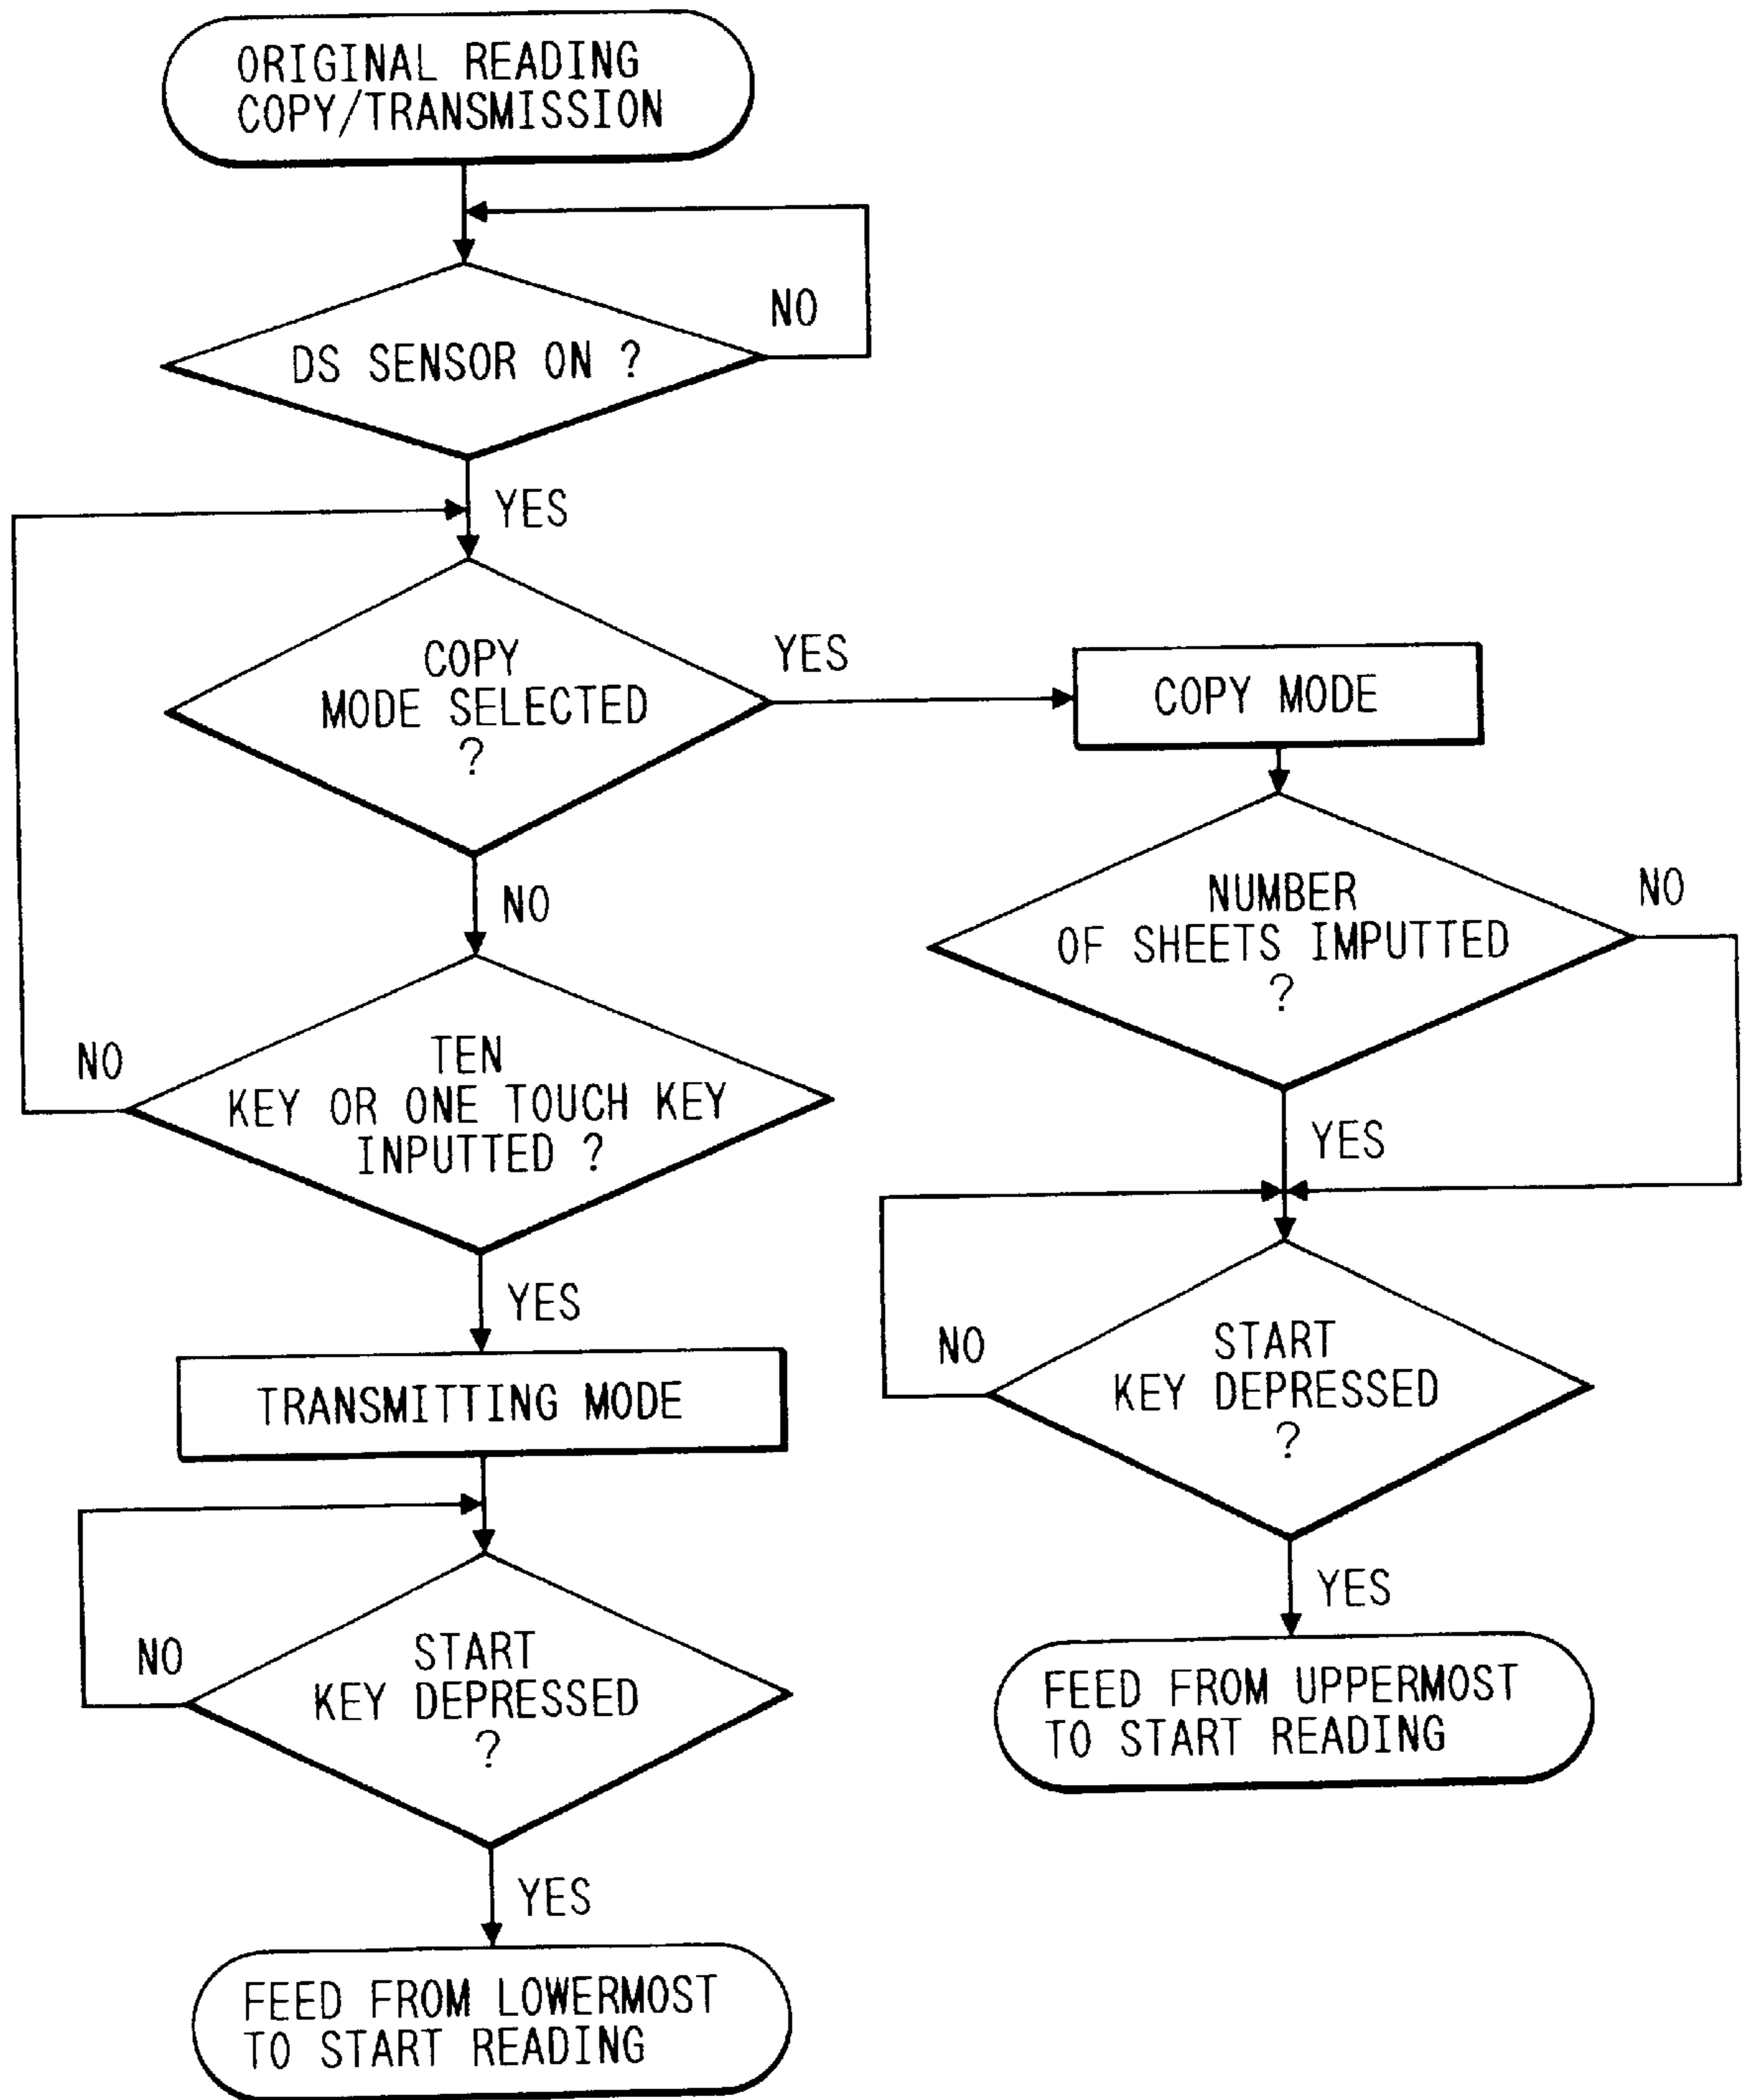 ORIGINAL READING
COPY/TRANSMISSION
NO
DS SENSOR ON ?
YES
COPY
MODE SELECTED
?
YES
COPY MODE
NO
NUMBER
OF SHEETS IMPUTTED
?
NO
TEN
KEY OR ONE TOUCH KEY
INPUTTED ?
NO
YES
YES
TRANSMITTING MODE
START
KEY DEPRESSED
?
NO
YES
START
KEY DEPRESSED
?
NO
FEED FROM UPPERMOST
TO START READING
YES
FEED FROM LOWERMOST
TO START READING